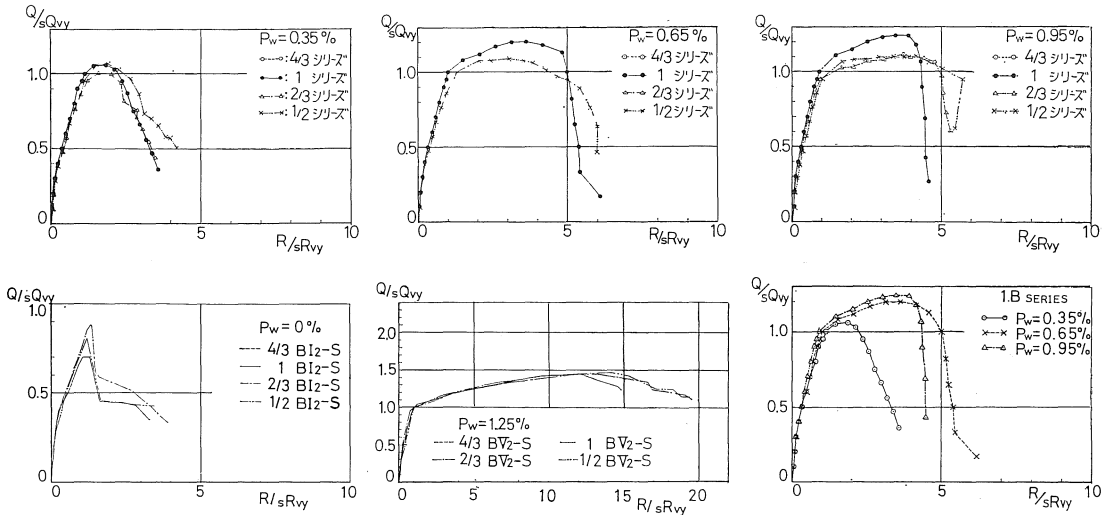 Q/sQvy
Pw=0.35%
:4/3シリーズ
:1 シリーズ
:2/3シリーズ
:1/2シリーズ
1.0
0.5
0
0
5
10
R/sRvy
Q/sQvy
Pw=0.65%
4/3シリーズ
1 シリーズ
2/3シリーズ
1/2シリーズ
1.0
0.5
0
0
5
10
R/sRvy
Q/sQvy
Pw=0.95%
4/3シリーズ
1 シリーズ
2/3シリーズ
1/2シリーズ
1.0
0.5
0
0
5
10
R/sRvy
Q/sQvy
Pw=0%
4/3 BI2-S
1 BI2-S
2/3 BI2-S
1/2 BI2-S
1.0
0.5
0
0
5
10
R/sRvy
Q/sQvy
2.0
1.5
1.0
0
Pw=1.25%
4/3 BV2-S
1 BV2-S
2/3 BV2-S
1/2 BV2-S
0
5
10
15
20
R/sRvy
Q/sQvy
1.B SERIES
Pw=0.35%
Pw=0.65%
Pw=0.95%
1.0
0.5
0
0
5
10
R/sRvy